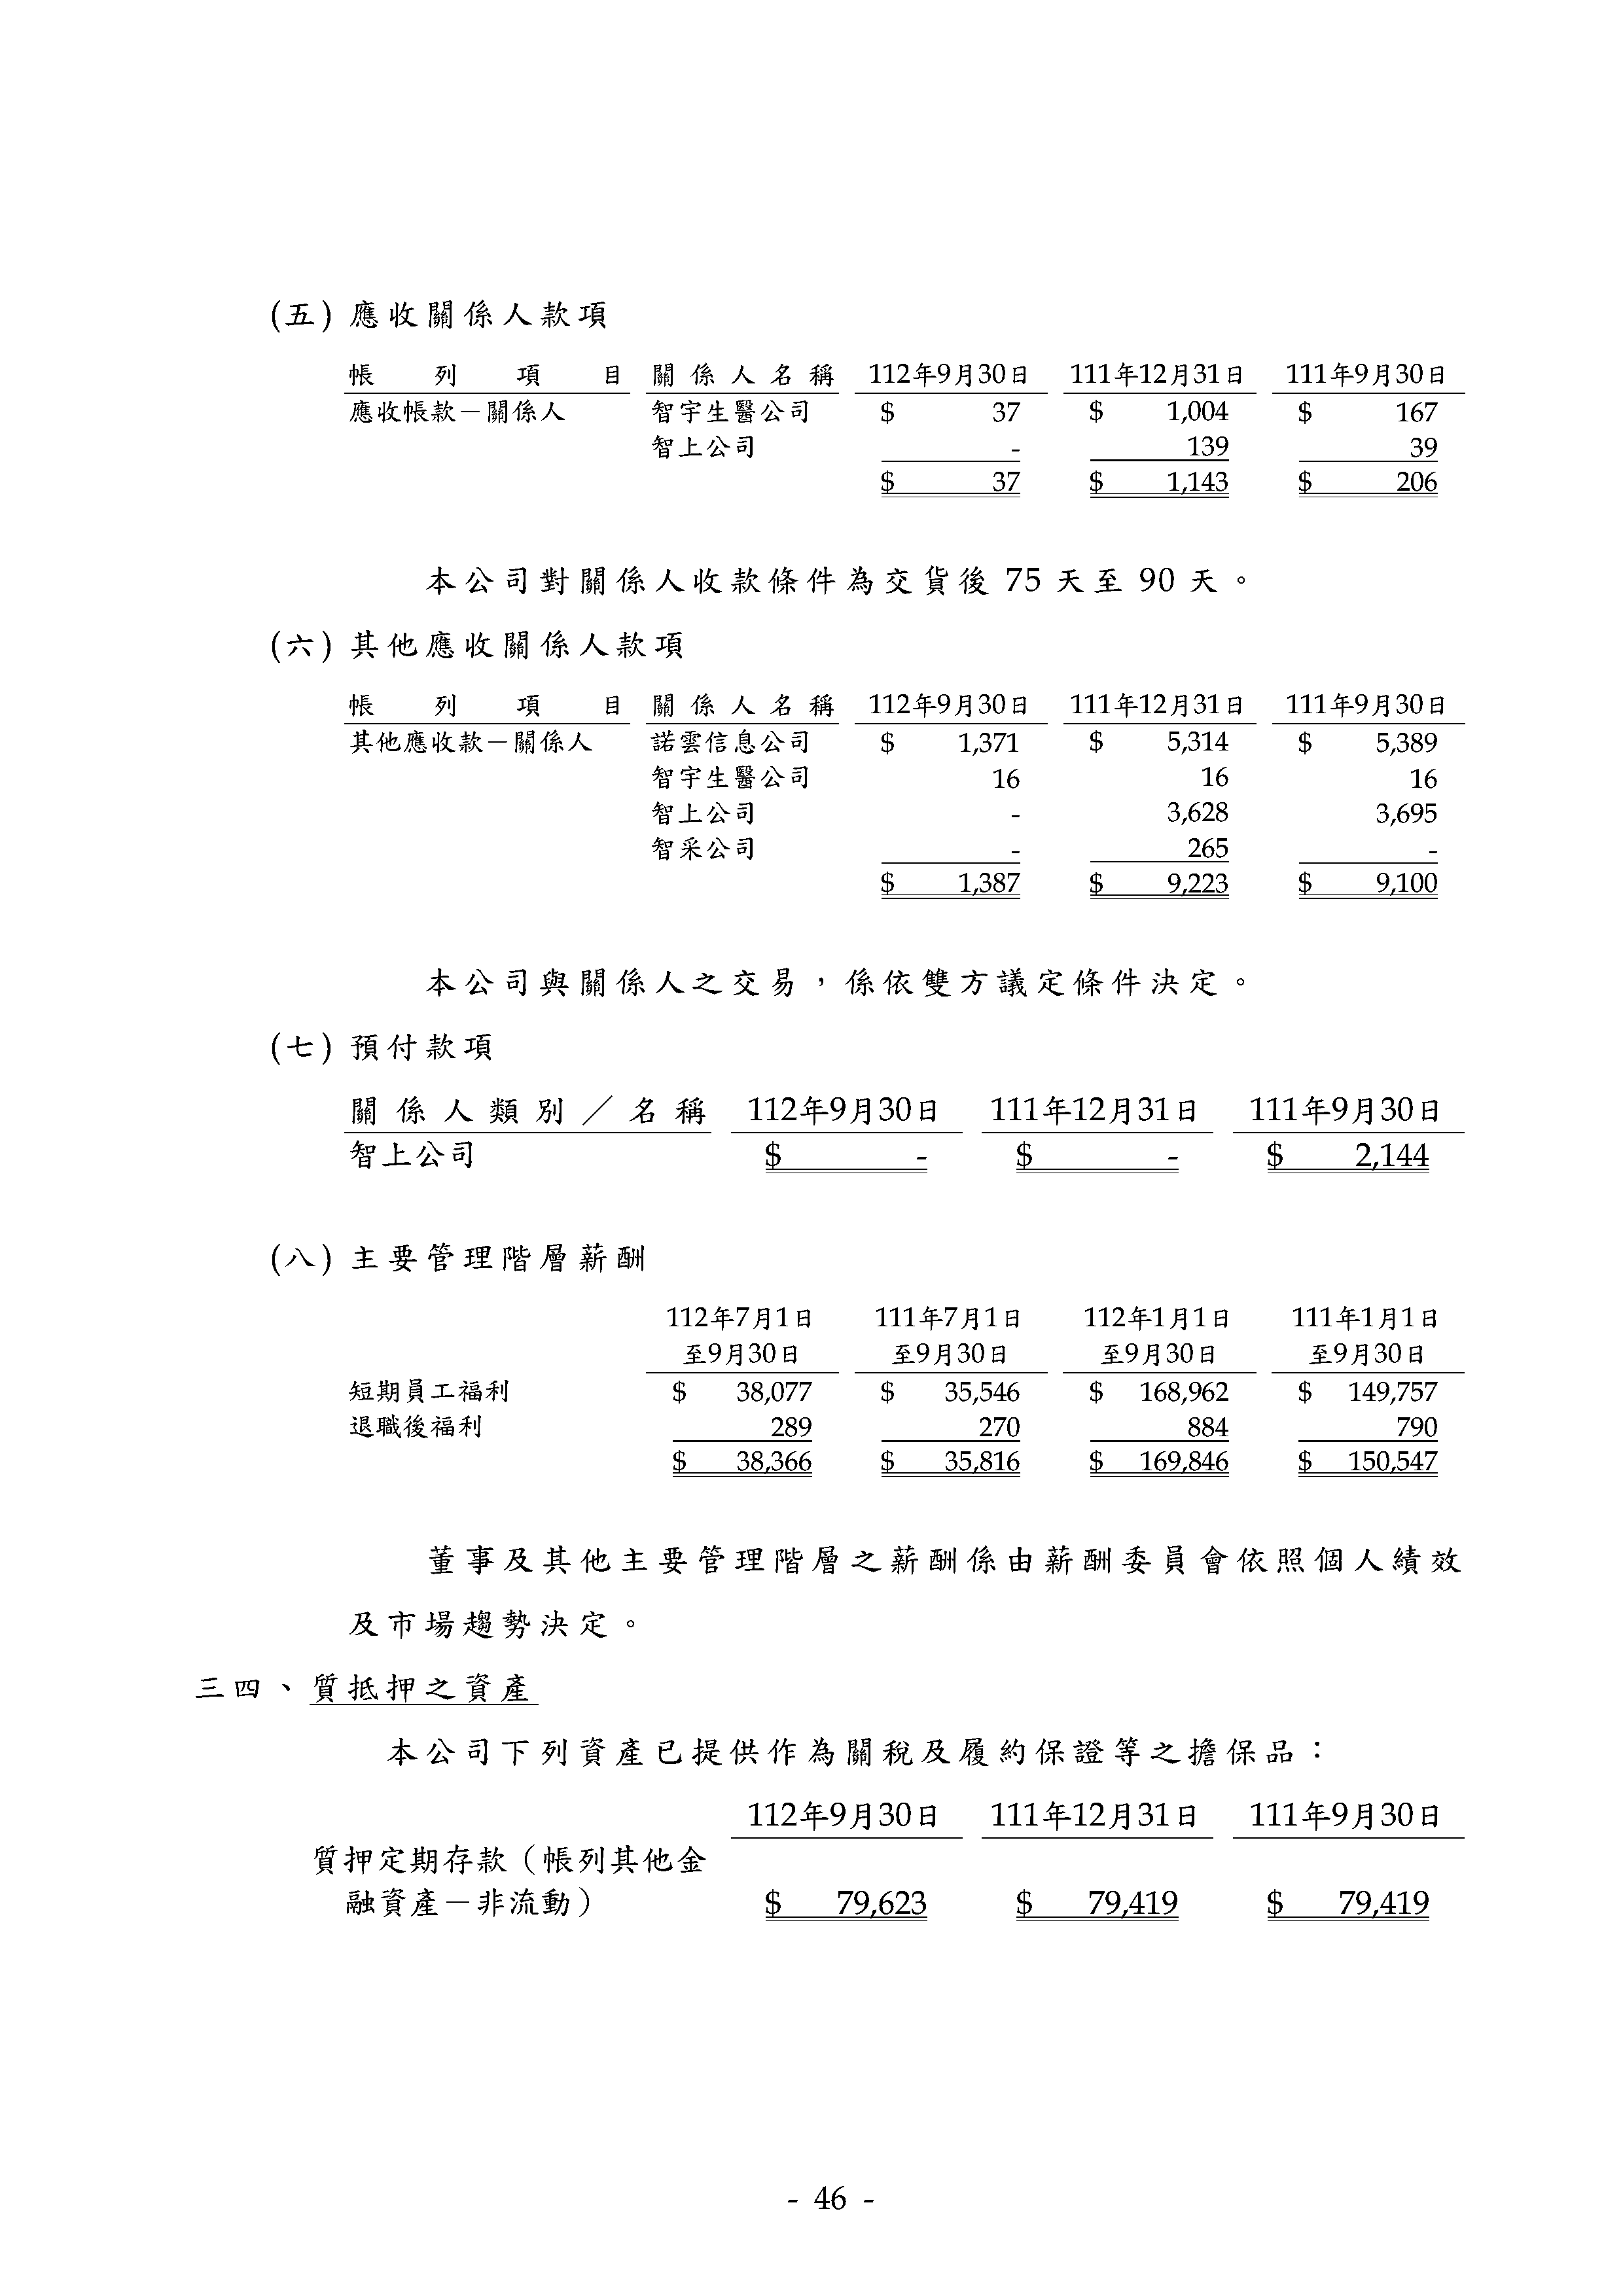 (五) 應收關係人款項
帳列項目 關係人名稱 112年9月30日 111年12月31日 111年9月30日
應收帳款－關係人 智宇生醫公司 $ 37 $ 1,004 $ 167
智上公司 - 139 39
$ 37 $ 1,143 $ 206
本公司對關係人收款條件為交貨後 75 天至 90 天。
(六) 其他應收關係人款項
帳列項目 關係人名稱 112年9月30日 111年12月31日 111年9月30日
其他應收款－關係人 諾雲信息公司 $ 1,371 $ 5,314 $ 5,389
智宇生醫公司 16 16 16
智上公司 - 3,628 3,695
智采公司 - 265 -
$ 1,387 $ 9,223 $ 9,100
本公司與關係人之交易，係依雙方議定條件決定。
(七) 預付款項
關係人類別／名稱 112年9月30日 111年12月31日 111年9月30日
智上公司 $ - $ - $ 2,144
(八) 主要管理階層薪酬
112年7月1日 111年7月1日 112年1月1日 111年1月1日
至9月30日 至9月30日 至9月30日 至9月30日
短期員工福利 $ 38,077 $ 35,546 $ 168,962 $ 149,757
退職後福利 289 270 884 790
$ 38,366 $ 35,816 $ 169,846 $ 150,547
董事及其他主要管理階層之薪酬係由薪酬委員會依照個人績效
及市場趨勢決定。
三四、質抵押之資產
本公司下列資產已提供作為關稅及履約保證等之擔保品：
112年9月30日 111年12月31日 111年9月30日
質押定期存款（帳列其他金
融資產－非流動） $ 79,623 $ 79,419 $ 79,419
- 46 -